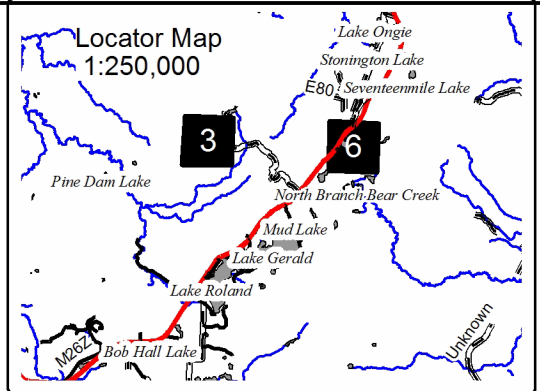 Locator Map
1:250,000
Lake Ongie
Stonington Lake
E80
Seventeenmile Lake
3
6
Pine Dam Lake
North Branch Bear Creek
Mud Lake
Lake Gerald
Lake Roland
Bob Hall Lake
M26Z
Unknown